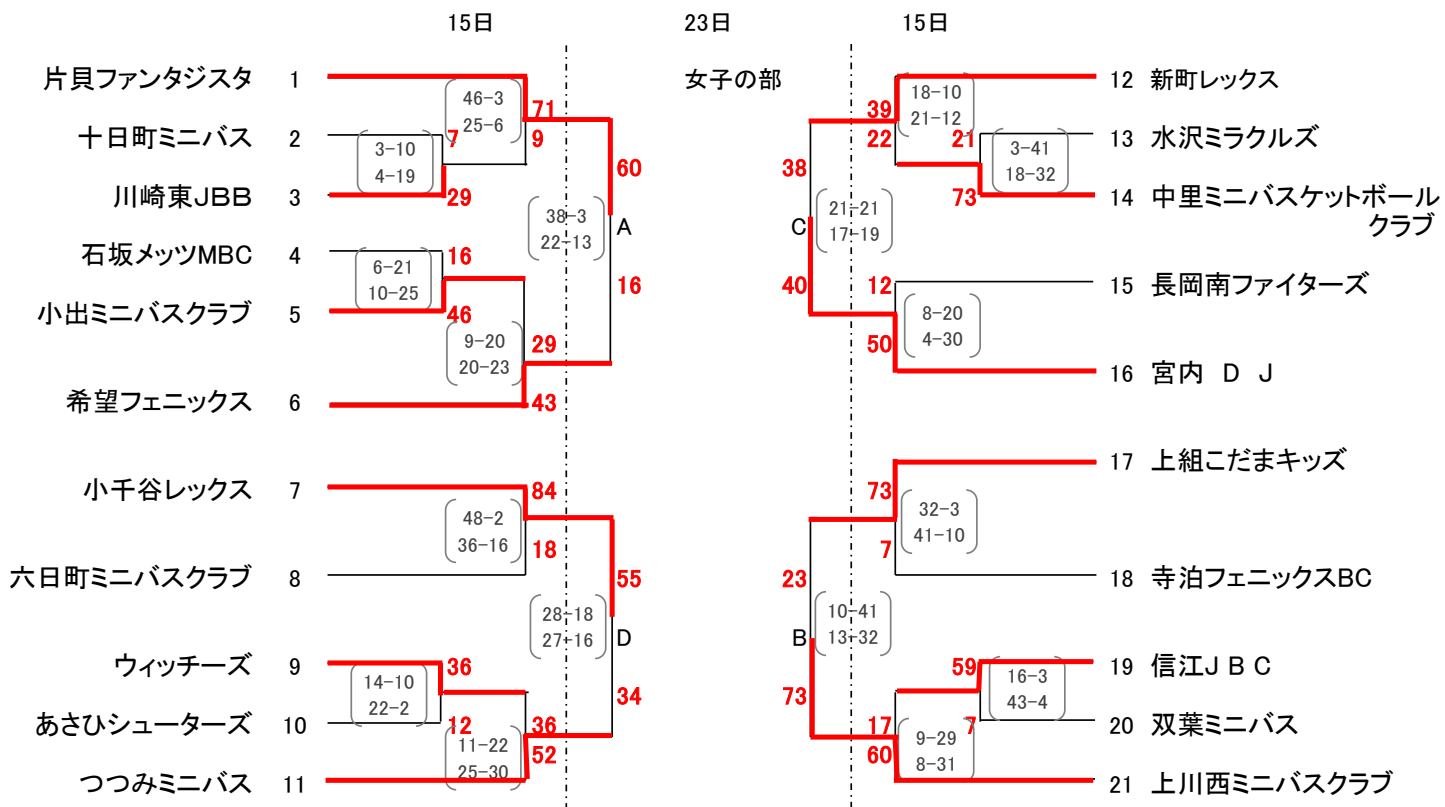 15日
23日
15日
女子の部
片貝ファンタジスタ 1
十日町ミニバス 2
川崎東JBB 3
石坂メッツMBC 4
小出ミニバスクラブ 5
希望フェニックス 6
小千谷レックス 7
六日町ミニバスクラブ 8
ウィッチーズ 9
あさひシューターズ 10
つつみミニバス 11
46-3
25-6
71
9
3-10
4-19
7
29
6-21
10-25
16
46
9-20
20-23
29
43
38-3
22-13
60
A
16
48-2
36-16
84
18
14-10
22-2
36
12
11-22
25-30
36
52
28-18
27-16
55
D
34
12 新町レックス
13 水沢ミラクルズ
14 中里ミニバスケットボール
クラブ
15 長岡南ファイターズ
16 宮内 D J
17 上組こだまキッズ
18 寺泊フェニックスBC
19 信江J B C
20 双葉ミニバス
21 上川西ミニバスクラブ
39
22
18-10
21-12
21
73
3-41
18-32
38
C
40
21-21
17-19
12
50
8-20
4-30
73
7
32-3
41-10
23
B
73
10-41
13-32
59
7
16-3
43-4
17
60
9-29
8-31